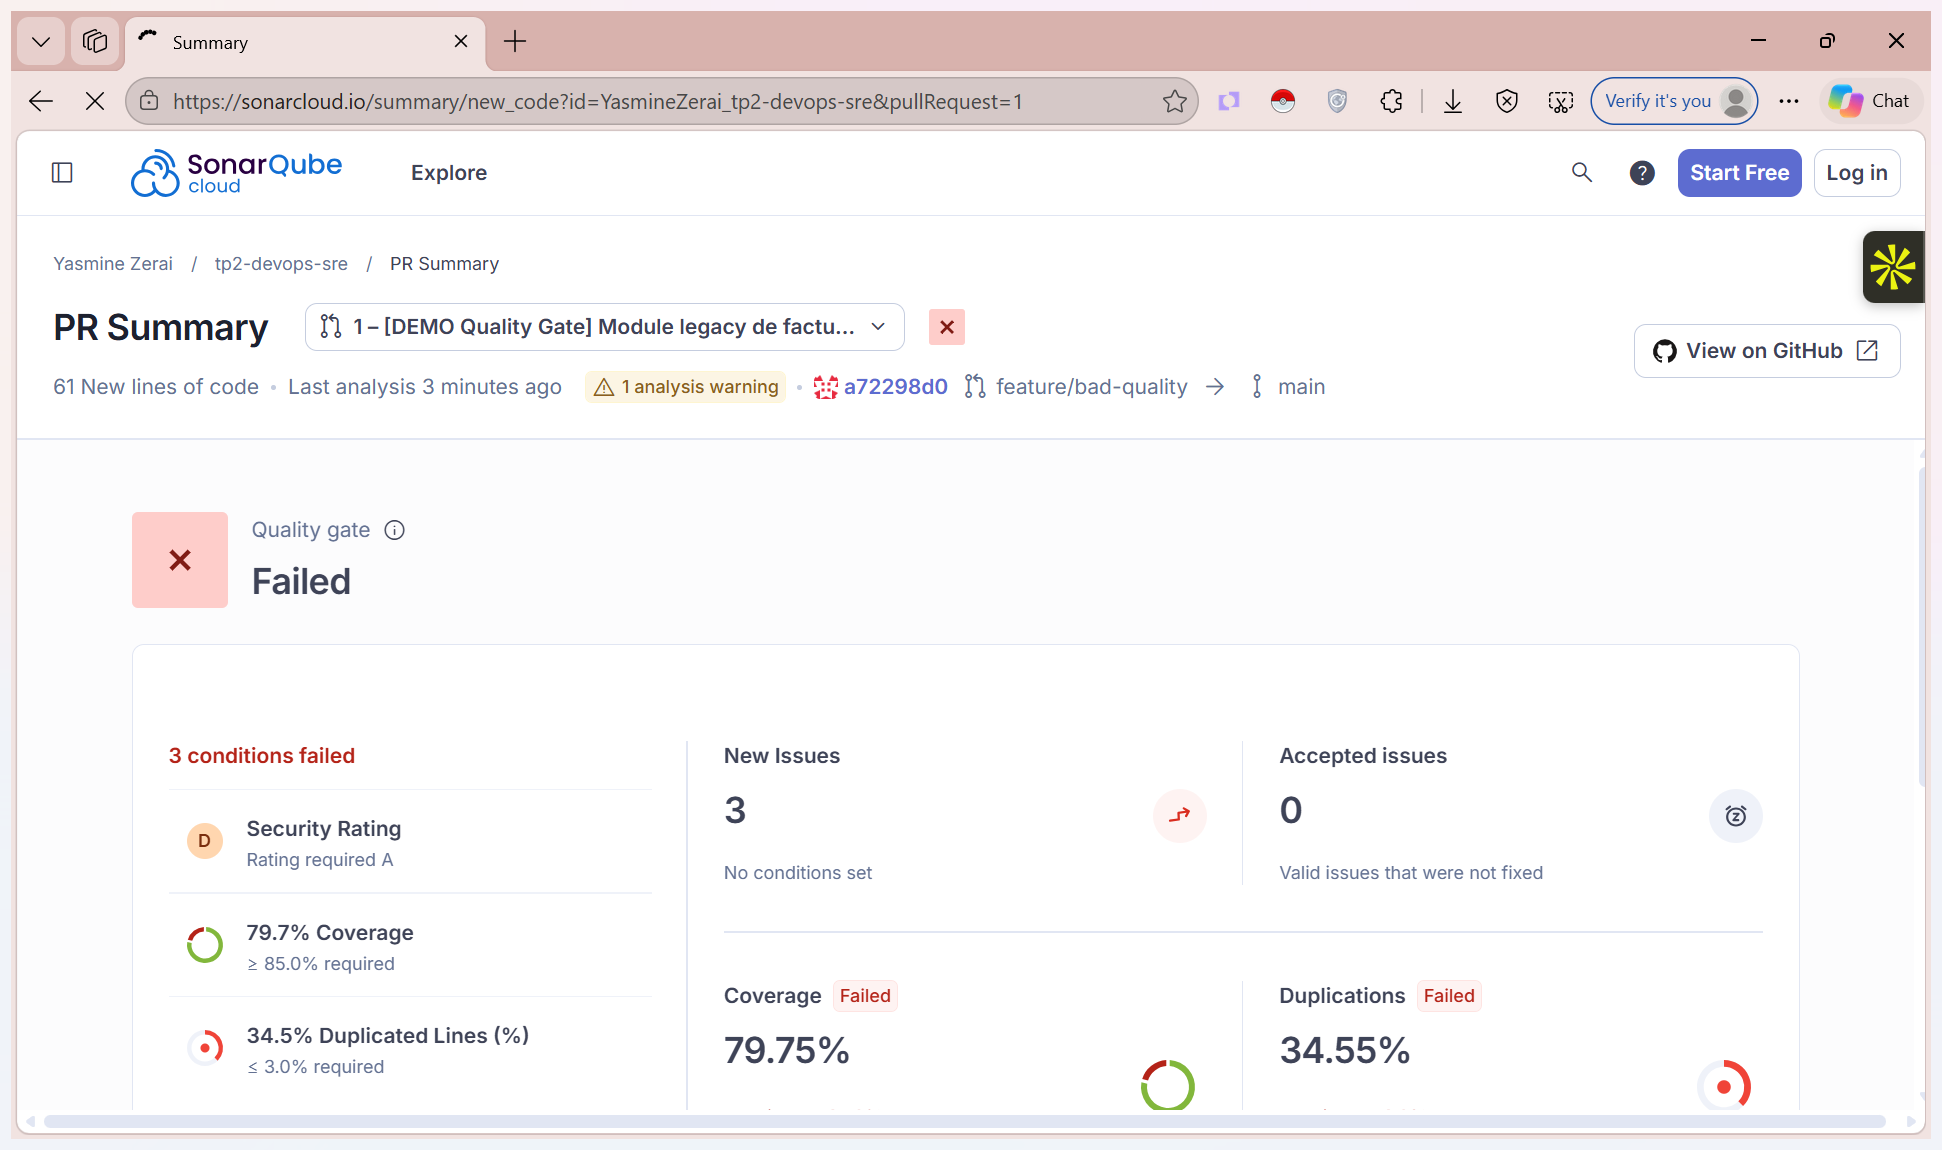 Summary
https://sonarcloud.io/summary/new_code?id=YasmineZerai_tp2-devops-sre&pullRequest=1
Verify it's you
Chat
SonarQube
cloud
Explore
?
Start Free
Log in
Yasmine Zerai / tp2-devops-sre / PR Summary
PR Summary
1 – [DEMO Quality Gate] Module legacy de factu...
View on GitHub
61 New lines of code • Last analysis 3 minutes ago
1 analysis warning • a72298d0 feature/bad-quality → main
Quality gate
Failed
3 conditions failed
D
Security Rating
Rating required A
79.7% Coverage
≥ 85.0% required
34.5% Duplicated Lines (%)
≤ 3.0% required
New Issues
3
No conditions set
Accepted issues
0
Valid issues that were not fixed
Coverage Failed
79.75%
Duplications Failed
34.55%